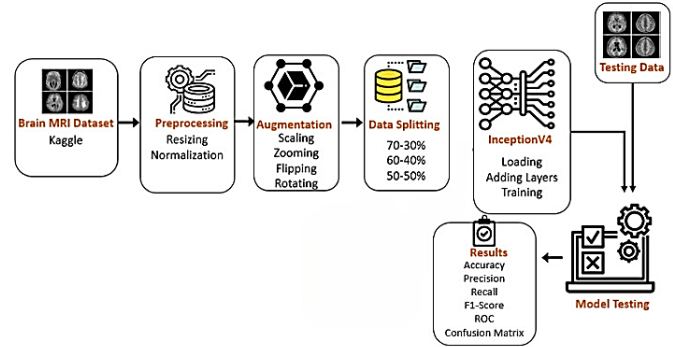 Brain MRI Dataset
Kaggle
Preprocessing
Resizing
Normalization
Augmentation
Scaling
Zooming
Flipping
Rotating
Data Splitting
70-30%
60-40%
50-50%
InceptionV4
Loading
Adding Layers
Training
Testing Data
Model Testing
Results
Accuracy
Precision
Recall
F1-Score
ROC
Confusion Matrix